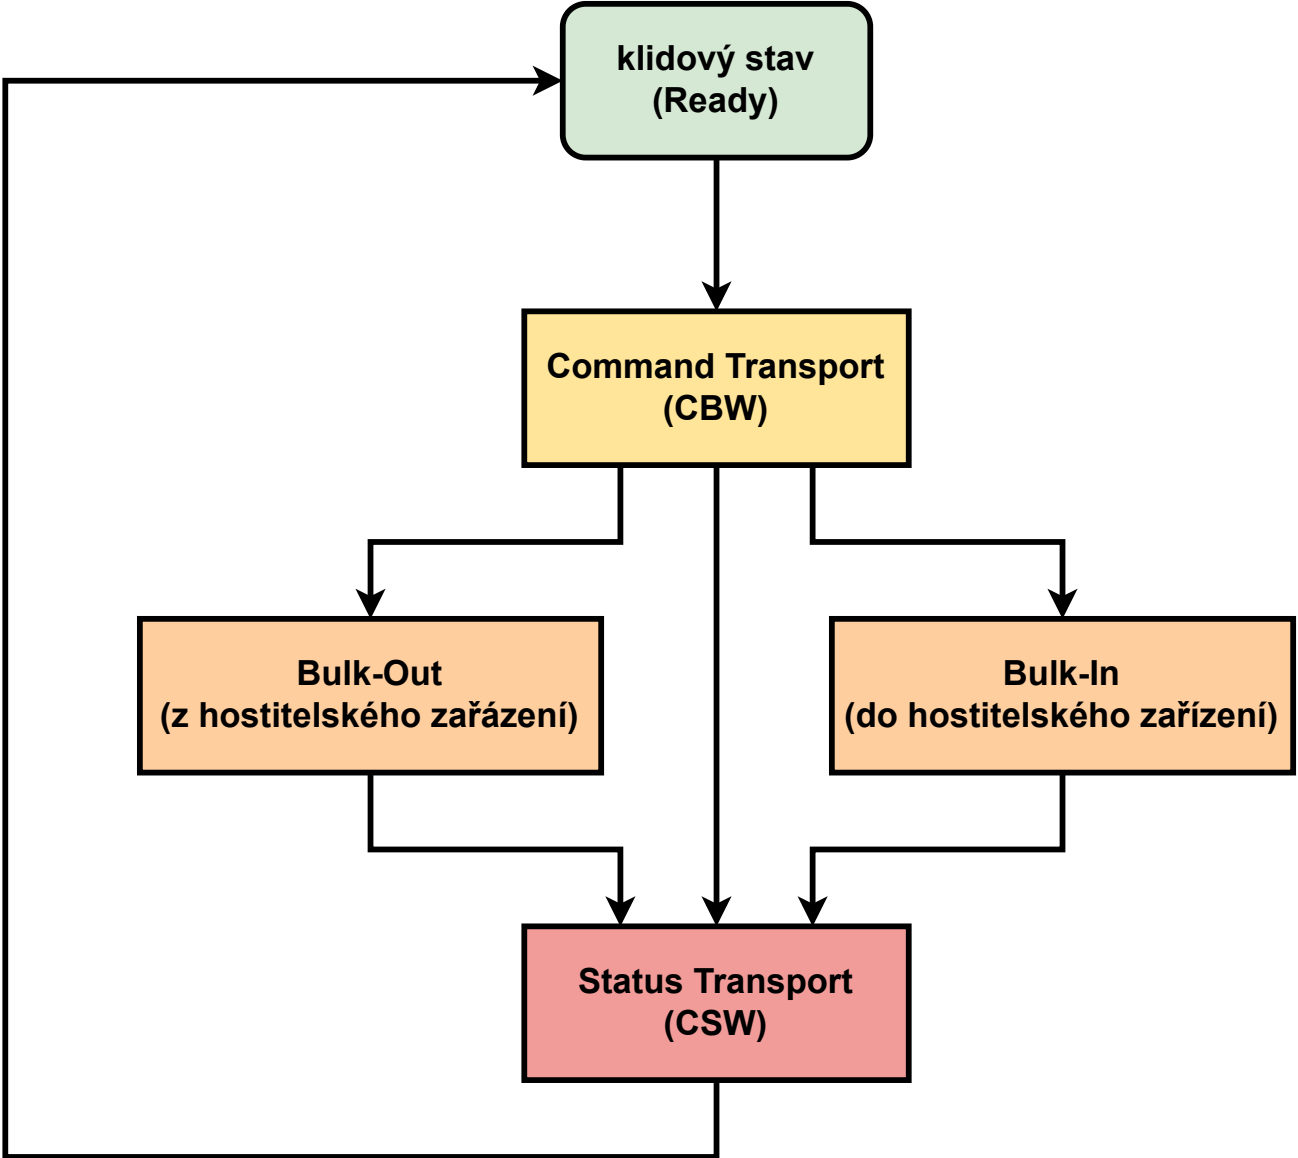 klidový stav
(Ready)
Command Transport
(CBW)
Bulk-Out
(z hostitelského zařázení)
Bulk-In
(do hostitelského zařízení)
Status Transport
(CSW)